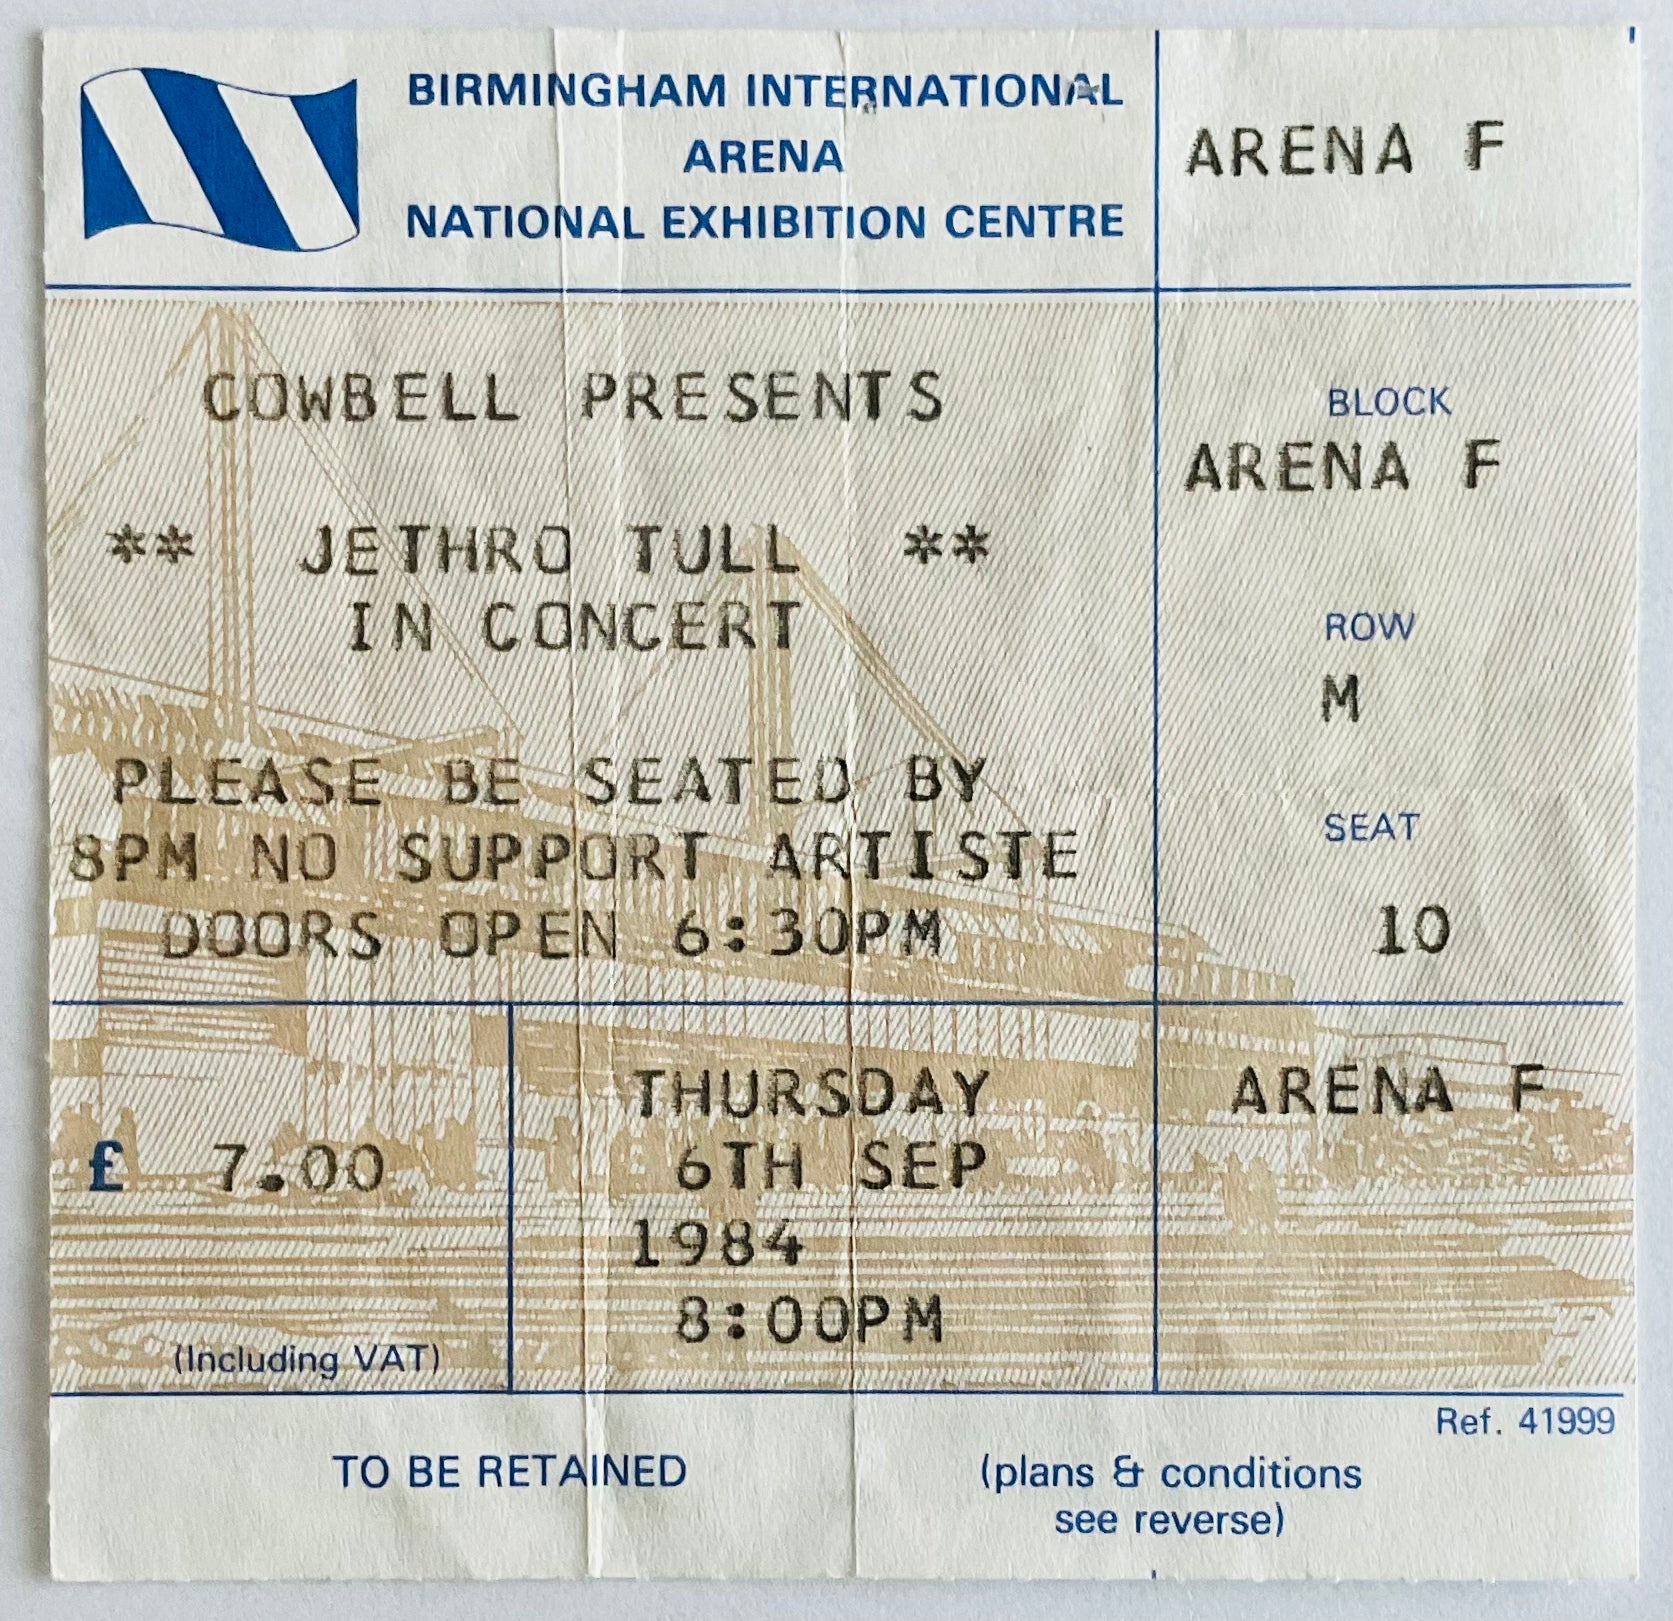 BIRMINGHAM INTERNATIONAL
ARENA
NATIONAL EXHIBITION CENTRE
ARENA F
COWBELL PRESENTS
** JETHRO TULL **
IN CONCERT
PLEASE BE SEATED BY
8PM NO SUPPORT ARTISTE
DOORS OPEN 6:30PM
BLOCK
ARENA F
ROW
M
SEAT
10
£ 7.00
(Including VAT)
THURSDAY
6TH SEP
1984
8:00PM
ARENA F
Ref. 41999
TO BE RETAINED
(plans & conditions
see reverse)